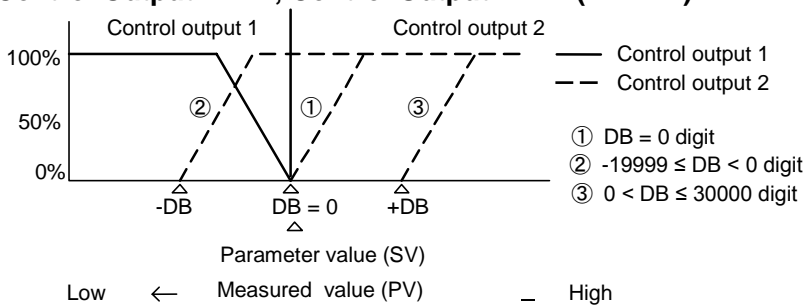 Control output 1
Control output 2
Control output 1
Control output 2
100%
50%
0%
② ① ③
① DB = 0 digit
② -19999 ≤ DB < 0 digit
③ 0 < DB ≤ 30000 digit
-DB DB = 0 +DB
Parameter value (SV)
Low ← Measured value (PV) _ High